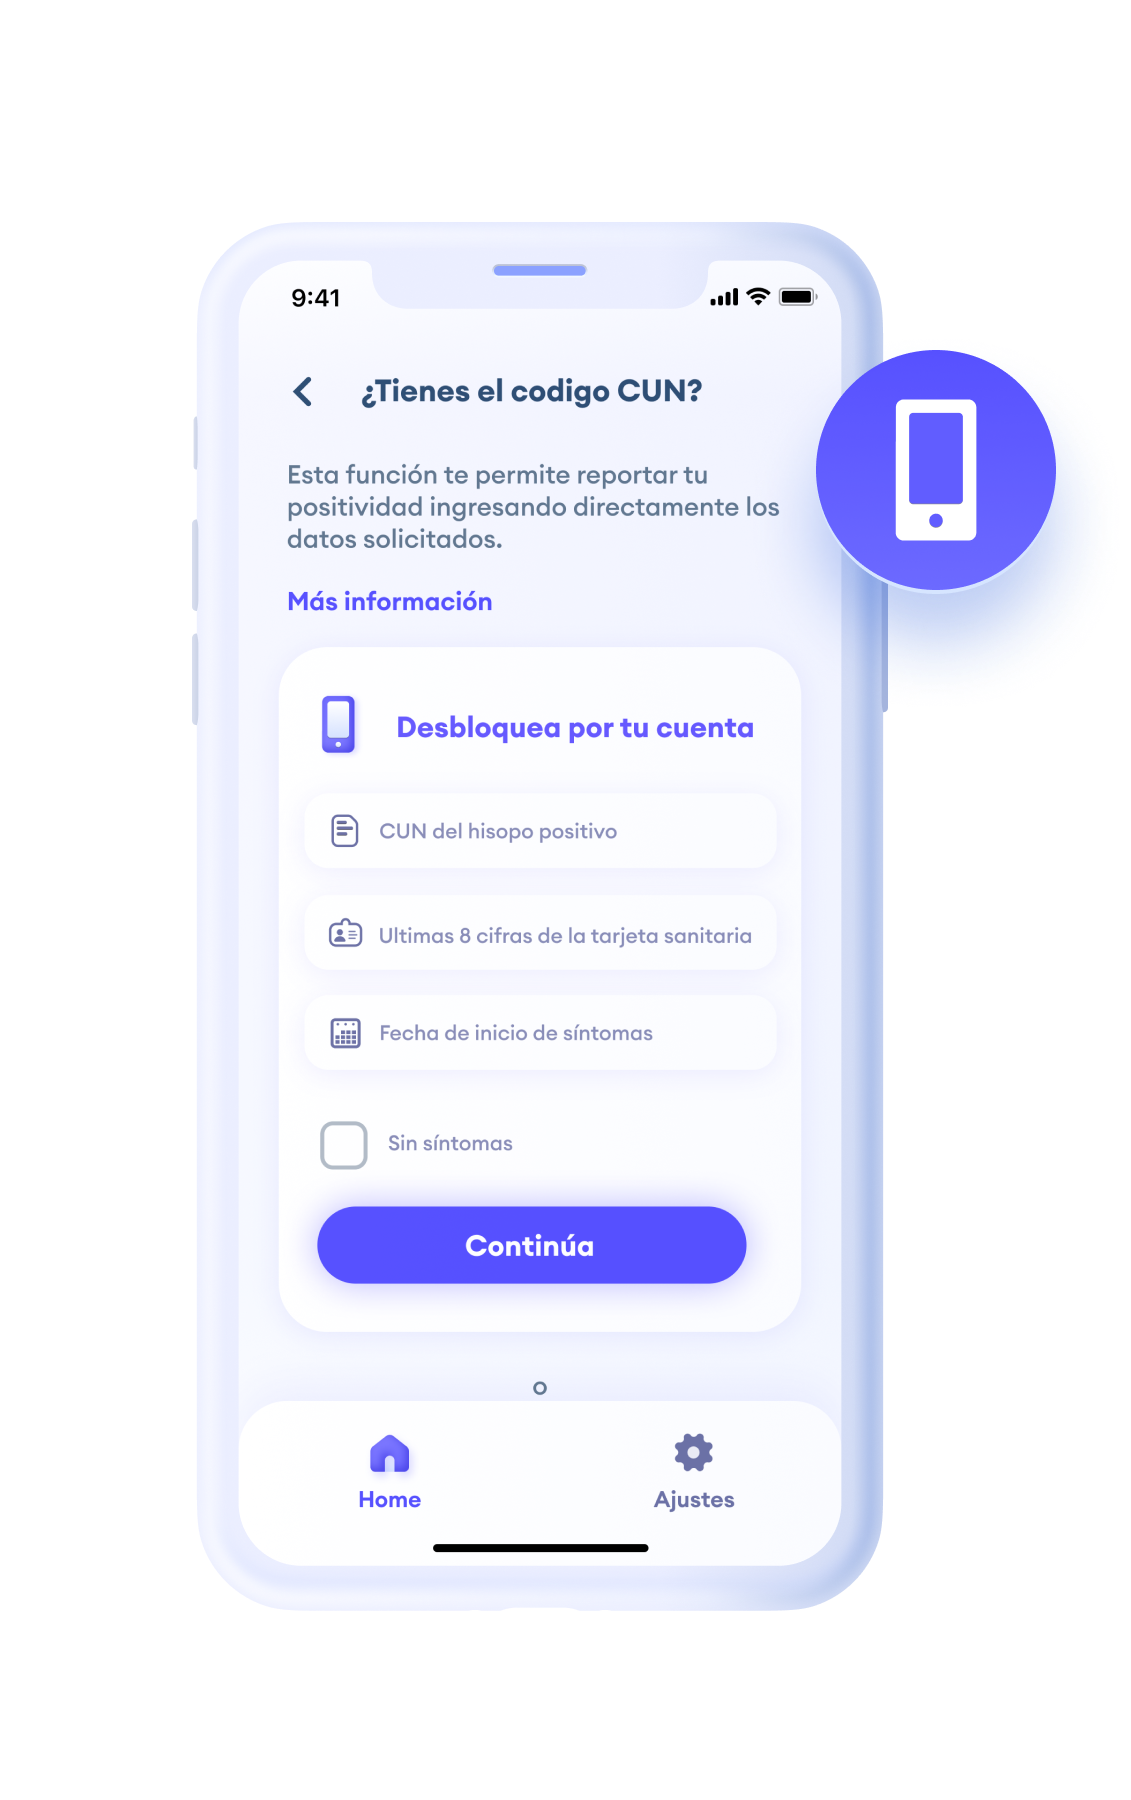 9:41
¿Tienes el codigo CUN?
Esta función te permite reportar tu
positividad ingresando directamente los
datos solicitados.
Más información
Desbloquea por tu cuenta
CUN del hisopo positivo
Ultimas 8 cifras de la tarjeta sanitaria
Fecha de inicio de síntomas
Sin síntomas
Continúa
Home
Ajustes